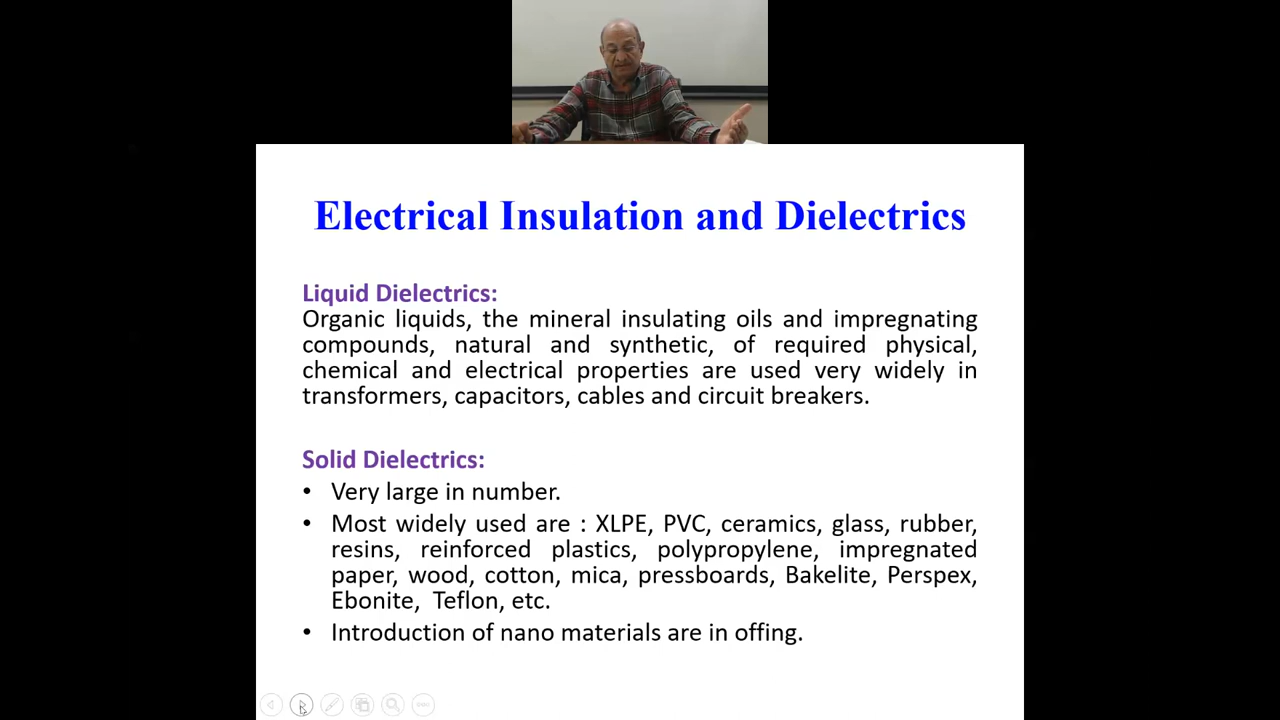 Electrical Insulation and Dielectrics
Liquid Dielectrics:
Organic liquids, the mineral insulating oils and impregnating
compounds, natural and synthetic, of required physical,
chemical and electrical properties are used very widely in
transformers, capacitors, cables and circuit breakers.
Solid Dielectrics:
• Very large in number.
• Most widely used are : XLPE, PVC, ceramics, glass, rubber,
resins, reinforced plastics, polypropylene, impregnated
paper, wood, cotton, mica, pressboards, Bakelite, Perspex,
Ebonite, Teflon, etc.
• Introduction of nano materials are in offing.